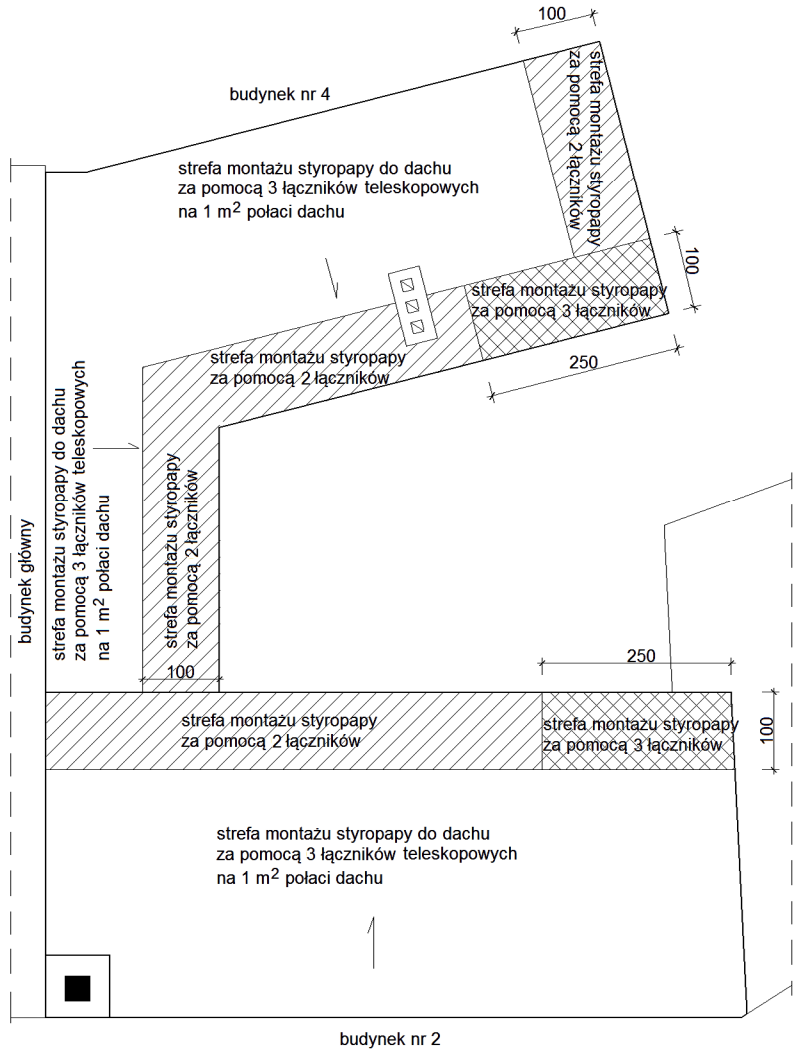 100
budynek nr 4
strefa montażu styropapy
za pomocą 2 łączników
strefa montażu styropapy do dachu
za pomocą 3 łączników teleskopowych
na 1 m² połaci dachu
100
strefa montażu styropapy
za pomocą 3 łączników
strefa montażu styropapy
za pomocą 2 łączników
250
strefa montażu styropapy do dachu
za pomocą 3 łączników teleskopowych
na 1 m² połaci dachu
strefa montażu styropapy
za pomocą 2 łączników
budynek główny
100
250
strefa montażu styropapy
za pomocą 2 łączników
strefa montażu styropapy
za pomocą 3 łączników
100
strefa montażu styropapy do dachu
za pomocą 3 łączników teleskopowych
na 1 m² połaci dachu
budynek nr 2